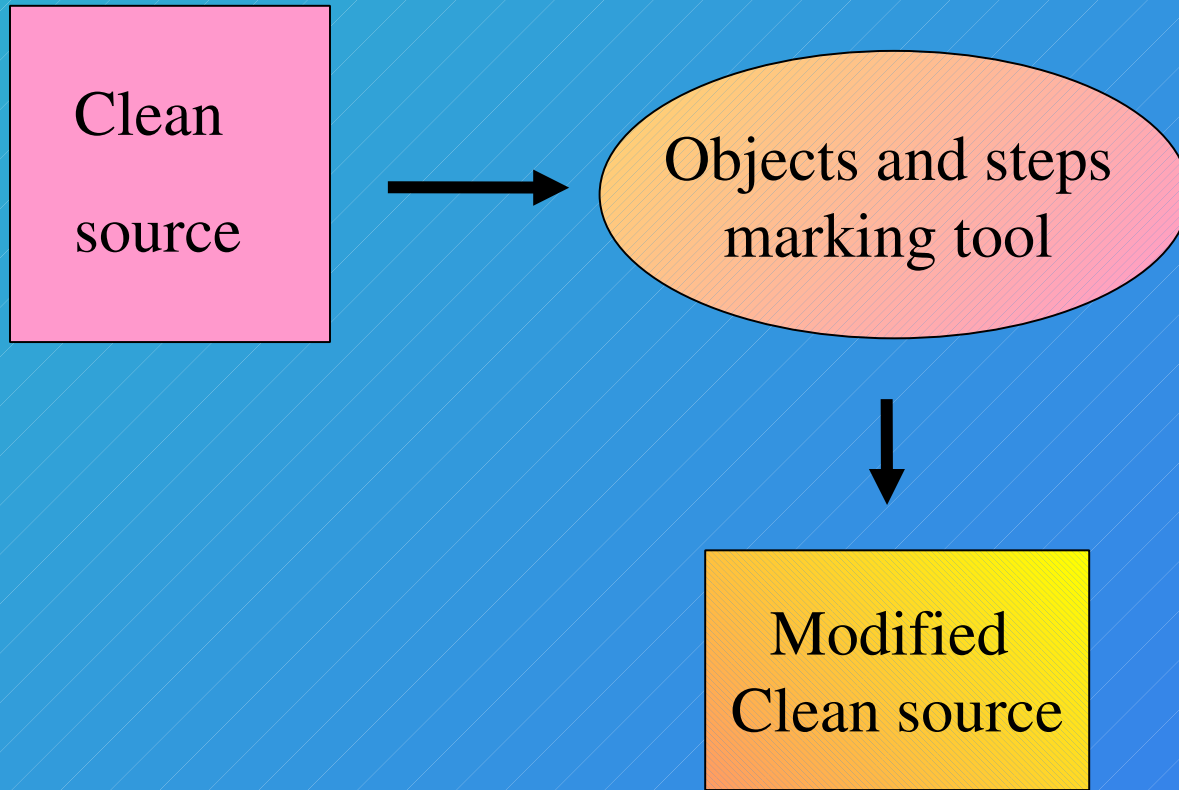 Clean
source
Objects and steps
marking tool
Modified
Clean source